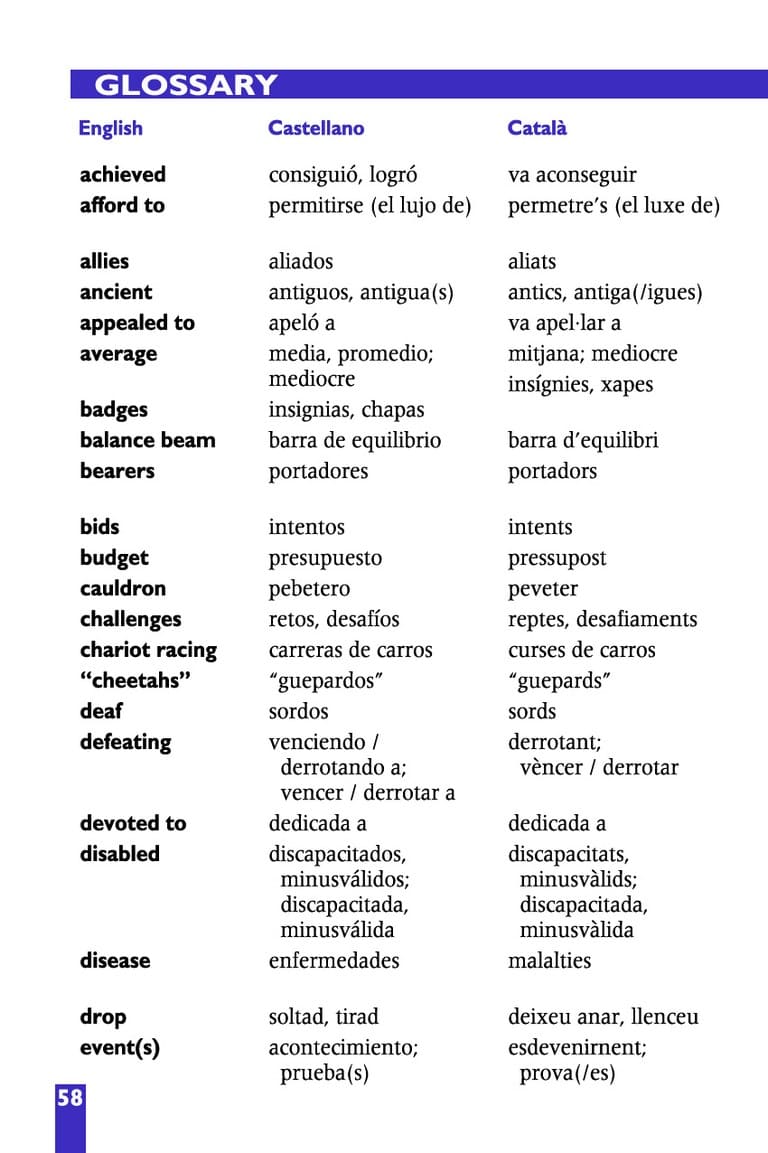 GLOSSARY
English Castellano Català
achieved consiguió, logró va aconseguir
afford to permitirse (el lujo de) permetre’s (el luxe de)
allies aliados aliats
ancient antiguos, antigua(s) antics, antiga(/igues)
appealed to apeló a va apel·lar a
average media, promedio; mitjana; mediocre
mediocre insígnies, xapes
badges insignias, chapas
balance beam barra de equilibrio barra d’equilibri
bearers portadores portadors
bids intentos intents
budget presupuesto pressupost
cauldron pebetero peveter
challenges retos, desafíos reptes, desafiaments
chariot racing carreras de carros curses de carros
“cheetahs” “guepardos” “guepards”
deaf sordos sords
defeating venciendo / derrotant;
derrotando a; vèncer / derrotar
vencer / derrotar a
devoted to dedicada a dedicada a
disabled discapacitados, discapacitats,
minusválidos; minusvàlids;
discapacitada, discapacitada,
minusválida minusvàlida
disease enfermedades malalties
drop soltad, tirad deixeu anar, llenceu
event(s) acontecimiento; esdevenirnent;
prueba(s) prova(/es)
58